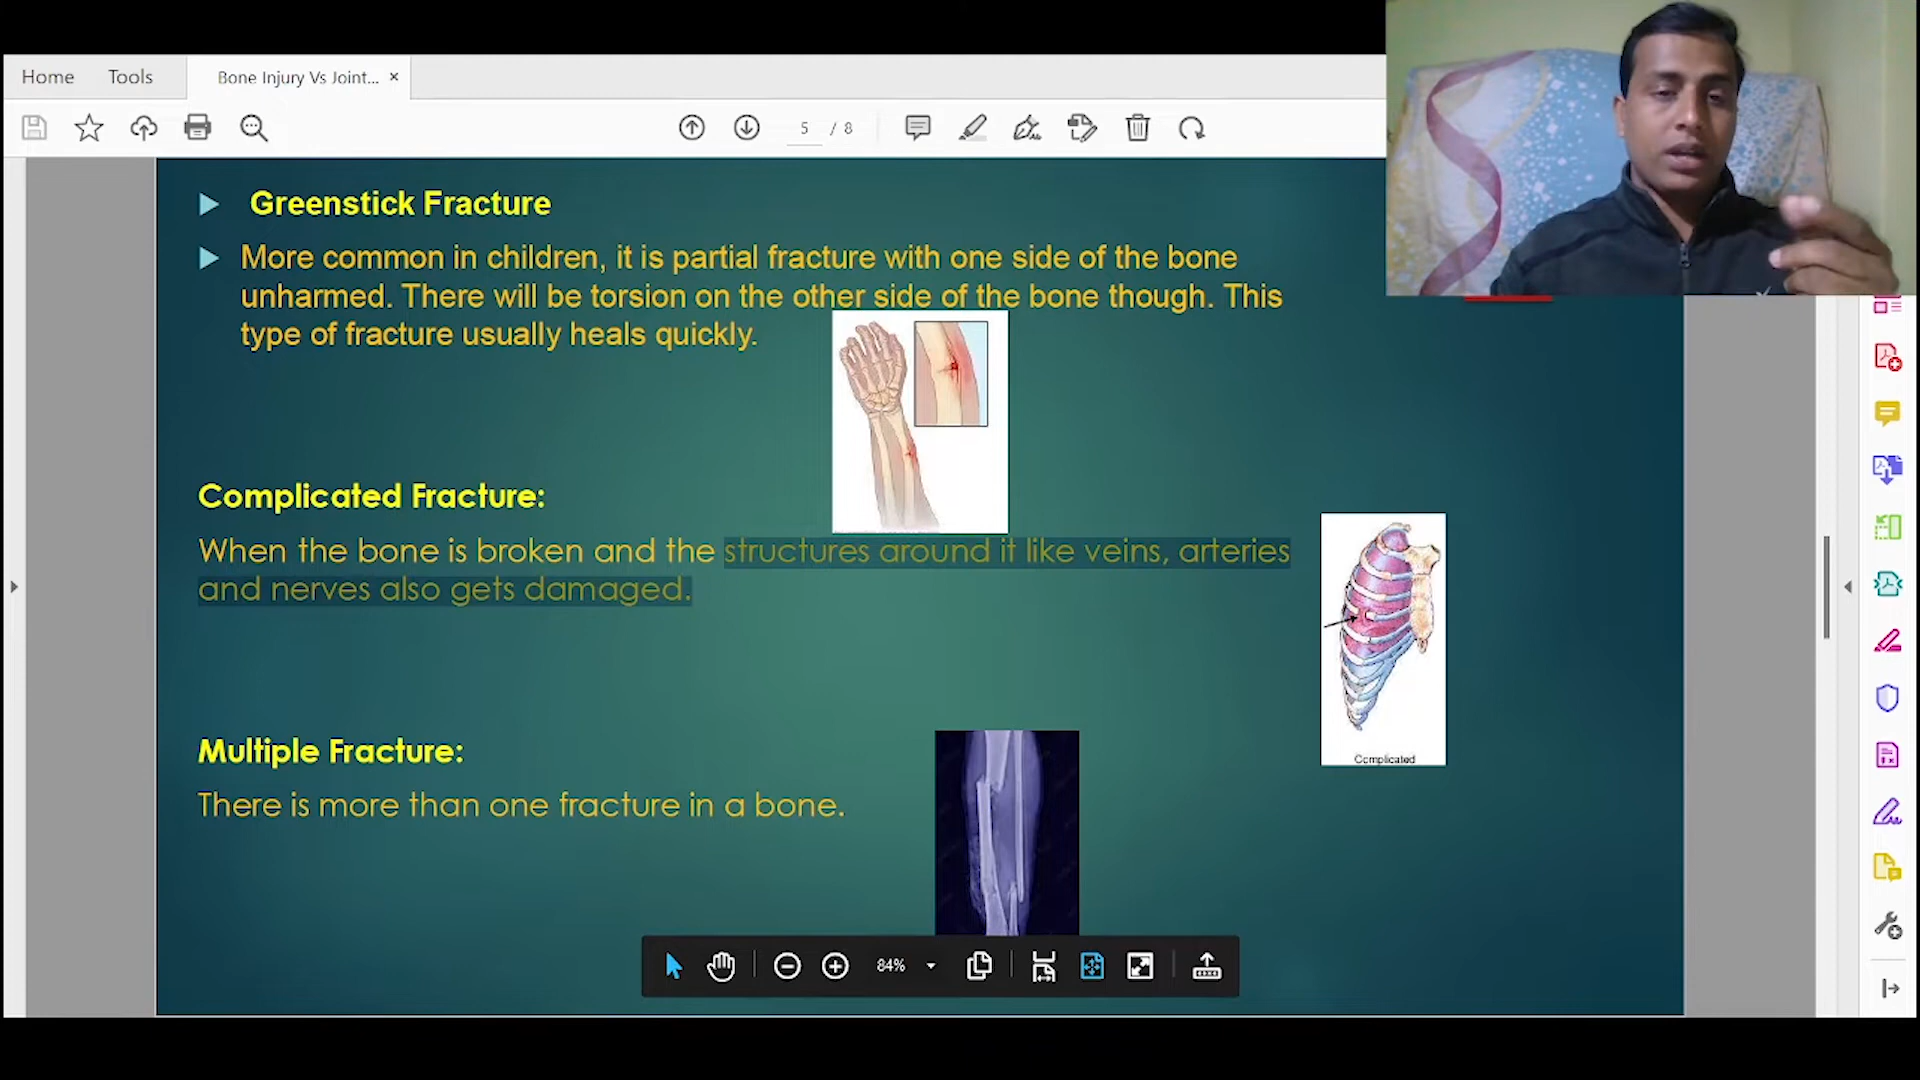 Home Tools Bone Injury Vs Joint...
5 / 8
Greenstick Fracture
More common in children, it is partial fracture with one side of the bone
unharmed. There will be torsion on the other side of the bone though. This
type of fracture usually heals quickly.
Complicated Fracture:
When the bone is broken and the structures around it like veins, arteries
and nerves also gets damaged.
Complicated
Multiple Fracture:
There is more than one fracture in a bone.
84%